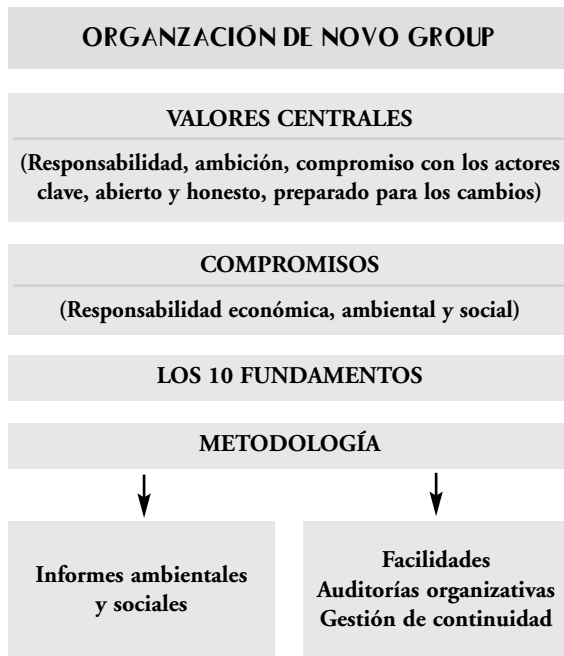 ORGANZACIÓN DE NOVO GROUP
VALORES CENTRALES
(Responsabilidad, ambición, compromiso con los actores
clave, abierto y honesto, preparado para los cambios)
COMPROMISOS
(Responsabilidad económica, ambiental y social)
LOS 10 FUNDAMENTOS
METODOLOGÍA
Informes ambientales
y sociales
Facilidades
Auditorías organizativas
Gestión de continuidad